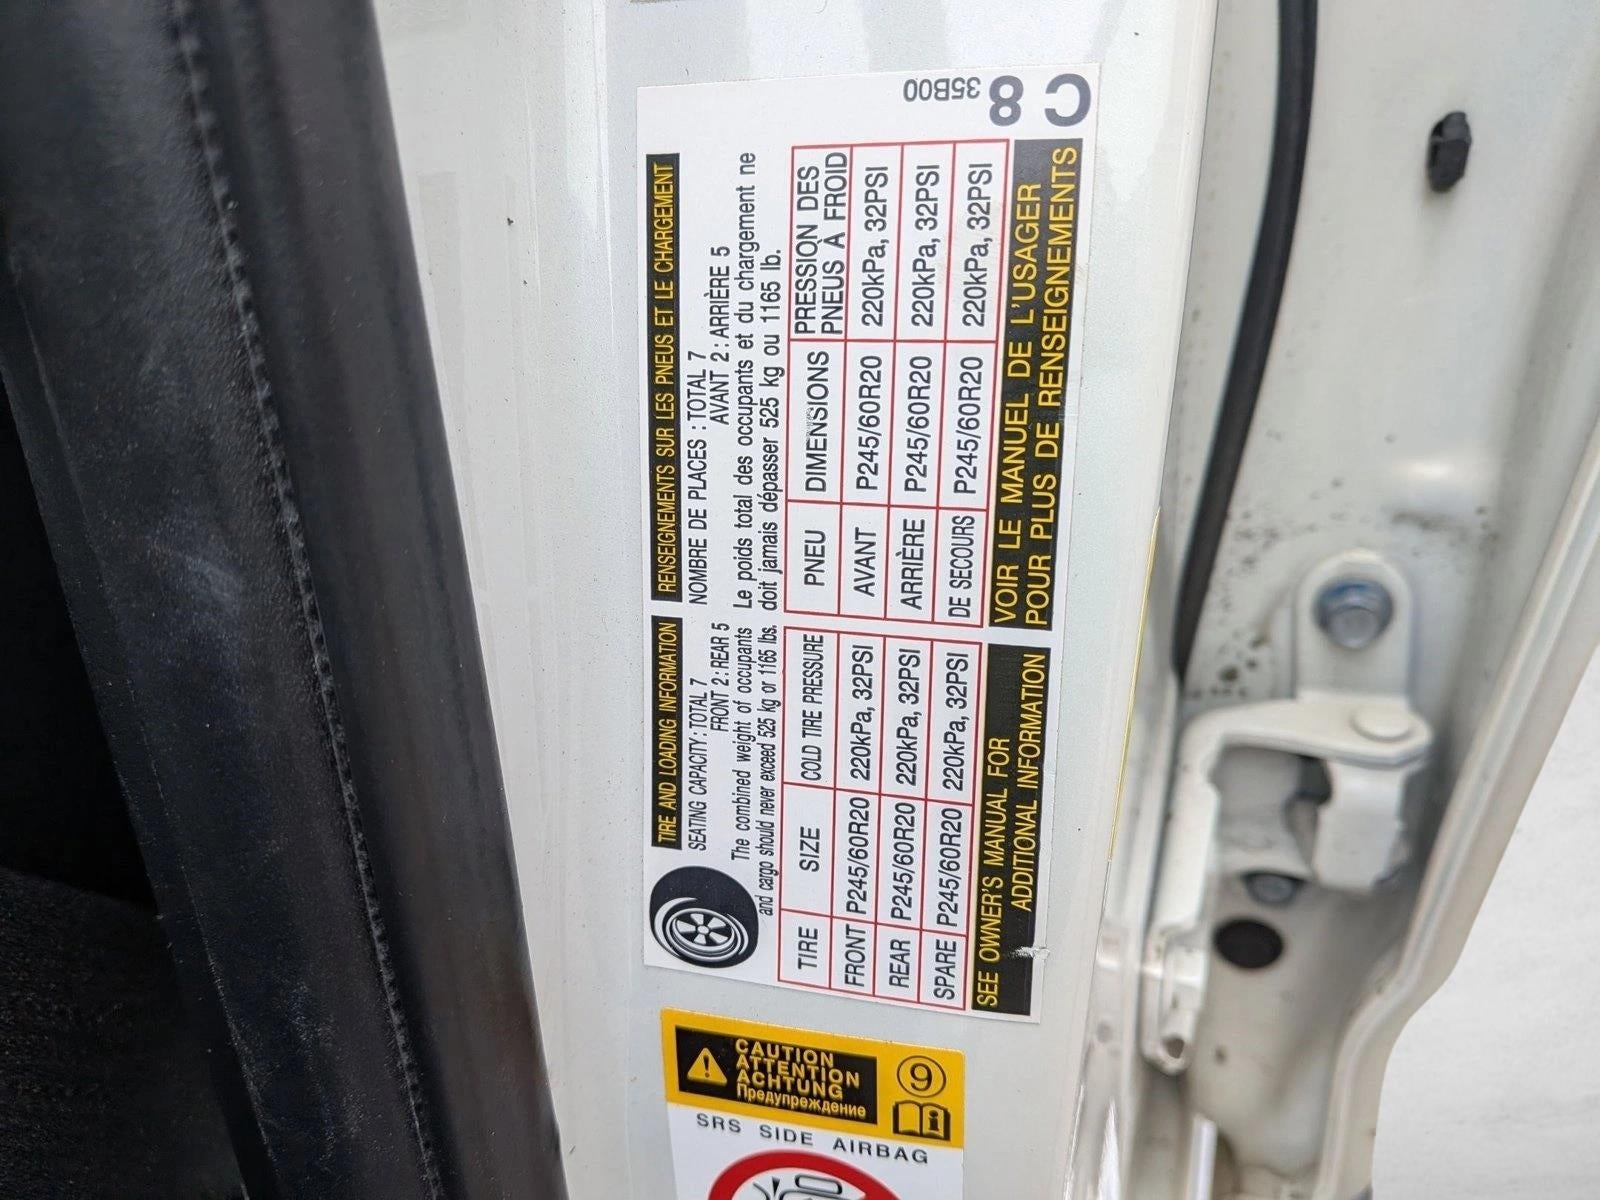 TIRE AND LOADING INFORMATION
SEATING CAPACITY : TOTAL 7
FRONT 2 : REAR 5
The combined weight of occupants
and cargo should never exceed 525 kg or 1165 lbs.
TIRE SIZE COLD TIRE PRESSURE
FRONT P245/60R20 220kPa, 32PSI
REAR P245/60R20 220kPa, 32PSI
SPARE P245/60R20 220kPa, 32PSI
SEE OWNER'S MANUAL FOR
ADDITIONAL INFORMATION
RENSEIGNEMENTS SUR LES PNEUS ET LE CHARGEMENT
NOMBRE DE PLACES : TOTAL 7
AVANT 2 : ARRIÈRE 5
Le poids total des occupants et du chargement ne
doit jamais dépasser 525 kg ou 1165 lb.
PNEU DIMENSIONS PRESSION DES
PNEUS À FROID
AVANT P245/60R20 220kPa, 32PSI
ARRIÈRE P245/60R20 220kPa, 32PSI
DE SECOURS P245/60R20 220kPa, 32PSI
VOIR LE MANUEL DE L'USAGER
POUR PLUS DE RENSEIGNEMENTS
C 8 35B00
CAUTION
ATTENTION
ACHTUNG
Предупреждение
9
SRS SIDE AIRBAG